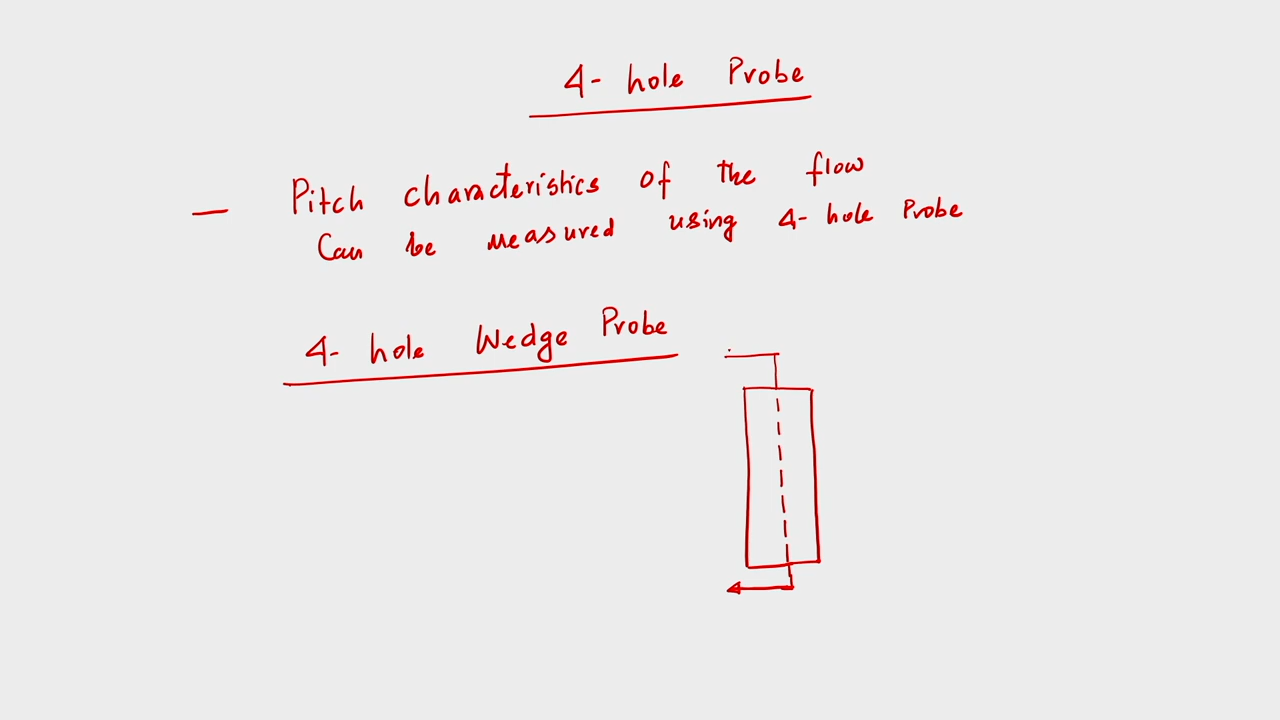 4- hole Probe
— Pitch characteristics of the flow
Can be measured using 4- hole Probe
4- hole Wedge Probe